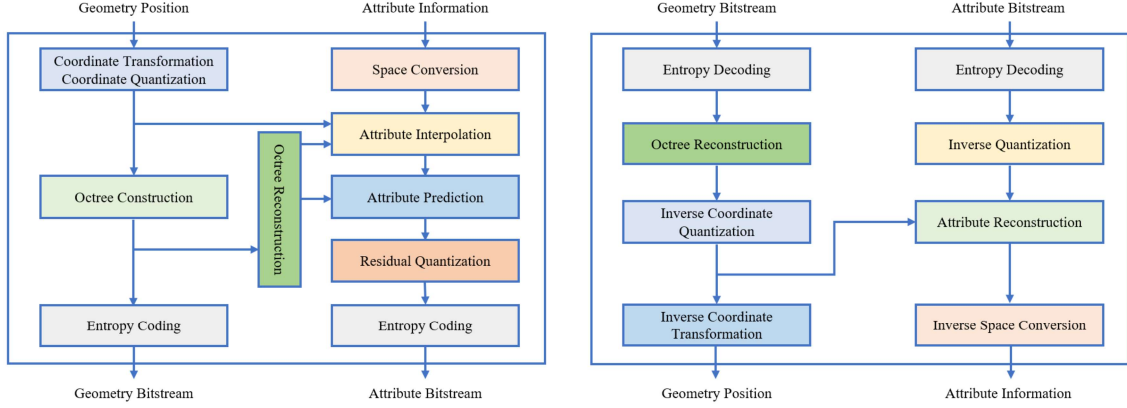 Geometry Position
Attribute Information
Coordinate Transformation
Coordinate Quantization
Space Conversion
Attribute Interpolation
Octree Reconstruction
Octree Construction
Attribute Prediction
Residual Quantization
Entropy Coding
Entropy Coding
Geometry Bitstream
Attribute Bitstream
Geometry Bitstream
Attribute Bitstream
Entropy Decoding
Entropy Decoding
Octree Reconstruction
Inverse Quantization
Inverse Coordinate
Quantization
Attribute Reconstruction
Inverse Coordinate
Transformation
Inverse Space Conversion
Geometry Position
Attribute Information